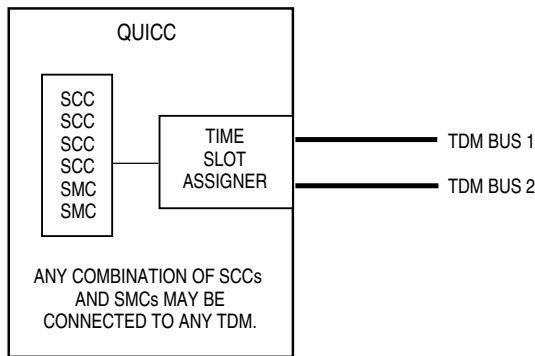 QUICC
SCC
SCC
SCC
SCC
SMC
SMC
TIME
SLOT
ASSIGNER
TDM BUS 1
TDM BUS 2
ANY COMBINATION OF SCCs
AND SMCs MAY BE
CONNECTED TO ANY TDM.